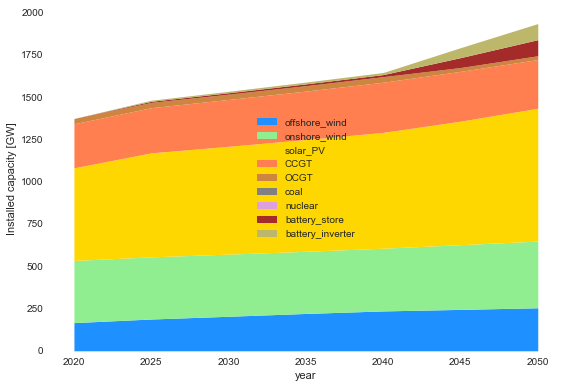 2000
1750
1500
1250
1000
750
500
250
0
Installed capacity [GW]
offshore_wind
onshore_wind
solar_PV
CCGT
OCGT
coal
nuclear
battery_store
battery_inverter
2020 2025 2030 2035 2040 2045 2050
year